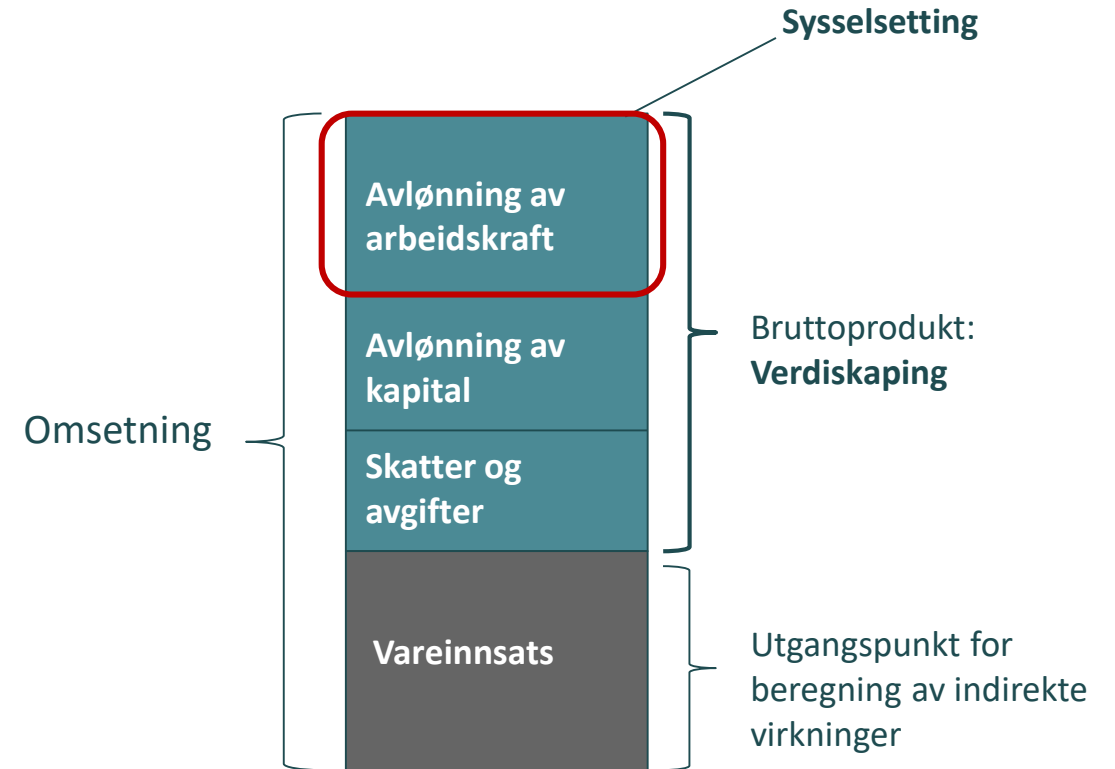 Sysselsetting
Avlønning av
arbeidskraft
Avlønning av
kapital
Bruttoprodukt:
Verdiskaping
Omsetning
Skatter og
avgifter
Vareinnsats
Utgangspunkt for
beregning av indirekte
virkninger